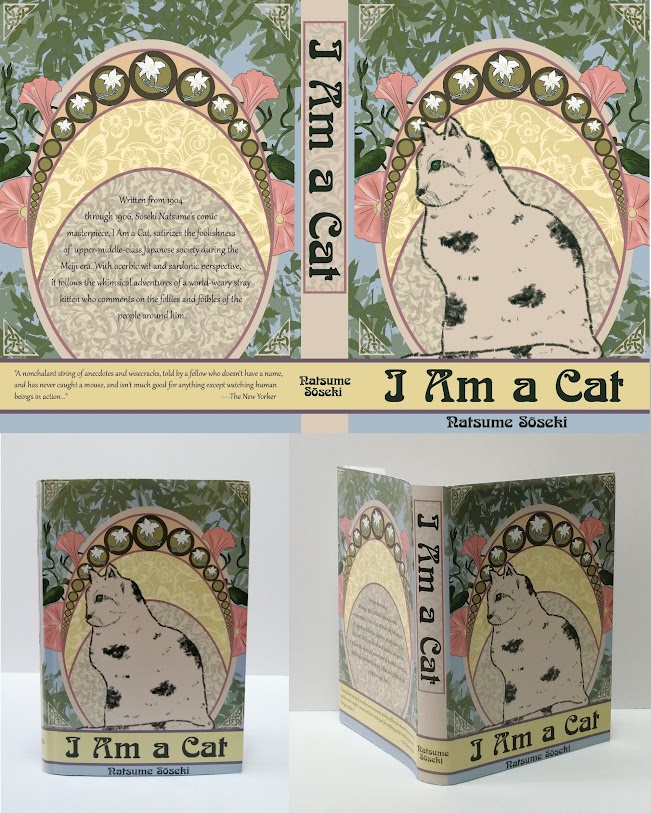 Written from 1904
through 1906, Soseki Natsume's comic
masterpiece, I Am a Cat, satirizes the foolishness
of upper-middle-class Japanese society during the
Meiji era. With acerbic wit and sardonic perspective,
it follows the whimsical adventures of a world-weary stray
kitten who comments on the follies and foibles of the
people around him.
"A nonchalant string of anecdotes and wisecracks, told by a fellow who doesn't have a name,
and has never caught a mouse, and isn't much good for anything except watching human
beings in action..."
—The New Yorker
I Am a Cat
Natsume
Sōseki
I Am a Cat
Natsume Sōseki
I Am a Cat
Natsume Sōseki
I Am a Cat
Natsume
Sōseki
I Am a Cat
Natsume Sōseki